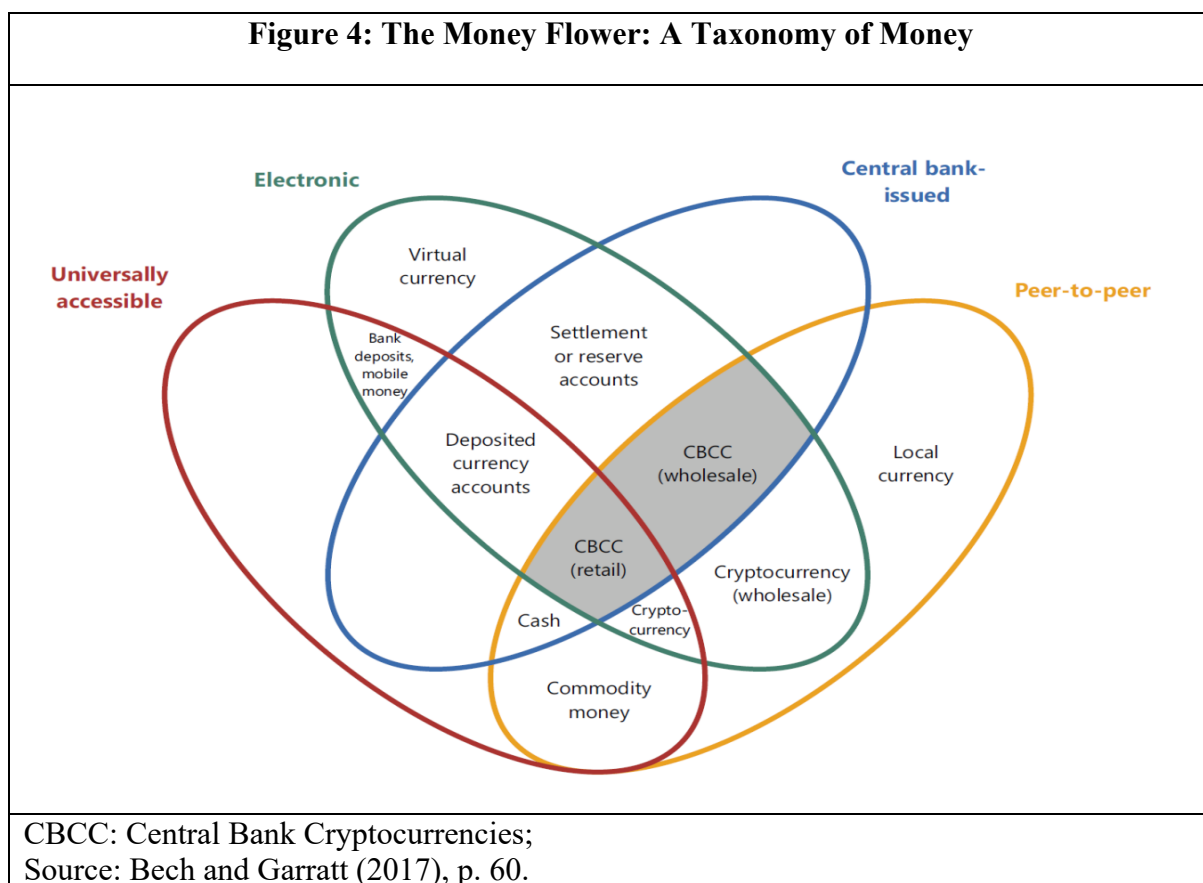 Figure 4: The Money Flower: A Taxonomy of Money
Electronic
Central bank-
issued
Universally
accessible
Peer-to-peer
Virtual
currency
Bank
deposits,
mobile
money
Settlement
or reserve
accounts
Deposited
currency
accounts
CBCC
(wholesale)
Local
currency
CBCC
(retail)
Cryptocurrency
(wholesale)
Cash
Crypto-
currency
Commodity
money
CBCC: Central Bank Cryptocurrencies;
Source: Bech and Garratt (2017), p. 60.